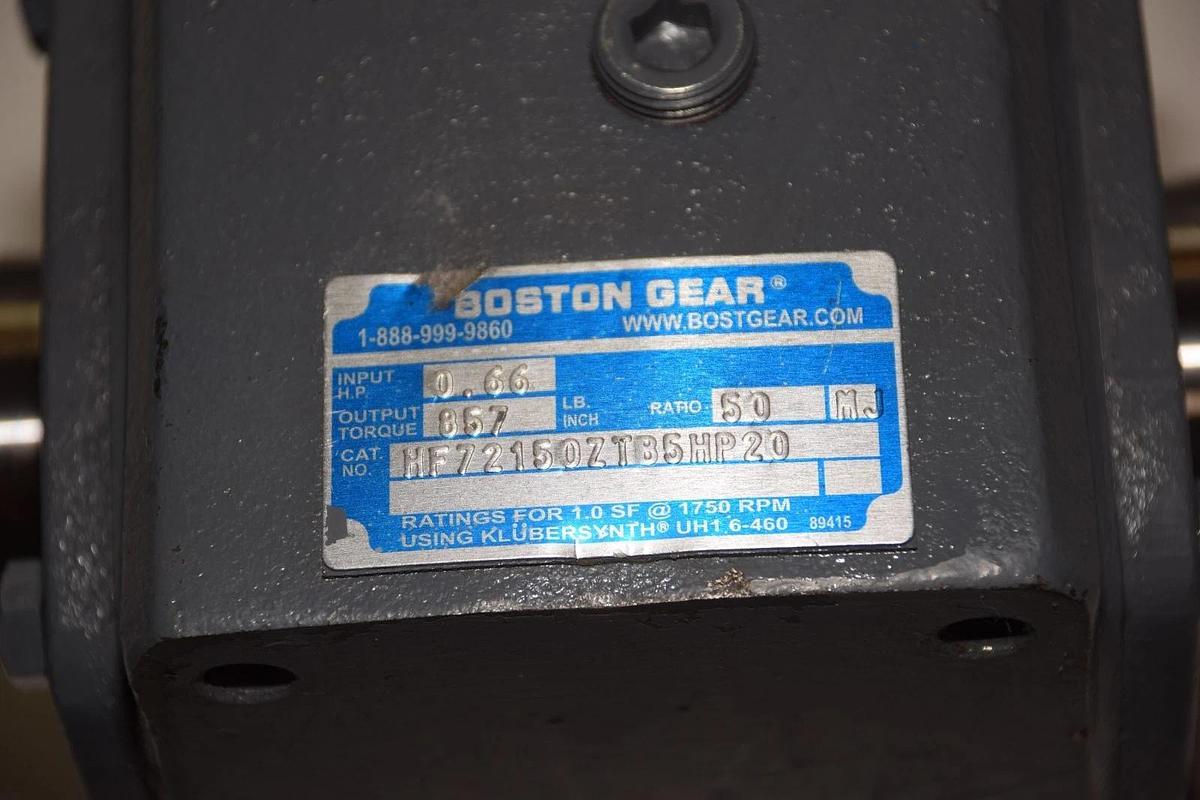 BOSTON GEAR®
1-888-999-9860 WWW.BOSTGEAR.COM
INPUT H.P. 0.66
OUTPUT TORQUE 857 LB. INCH RATIO 50 MJ
CAT. NO. HF72150ZTB5HP20
RATINGS FOR 1.0 SF @ 1750 RPM
USING KLÜBERSYNTH® UH1 6-460 89415